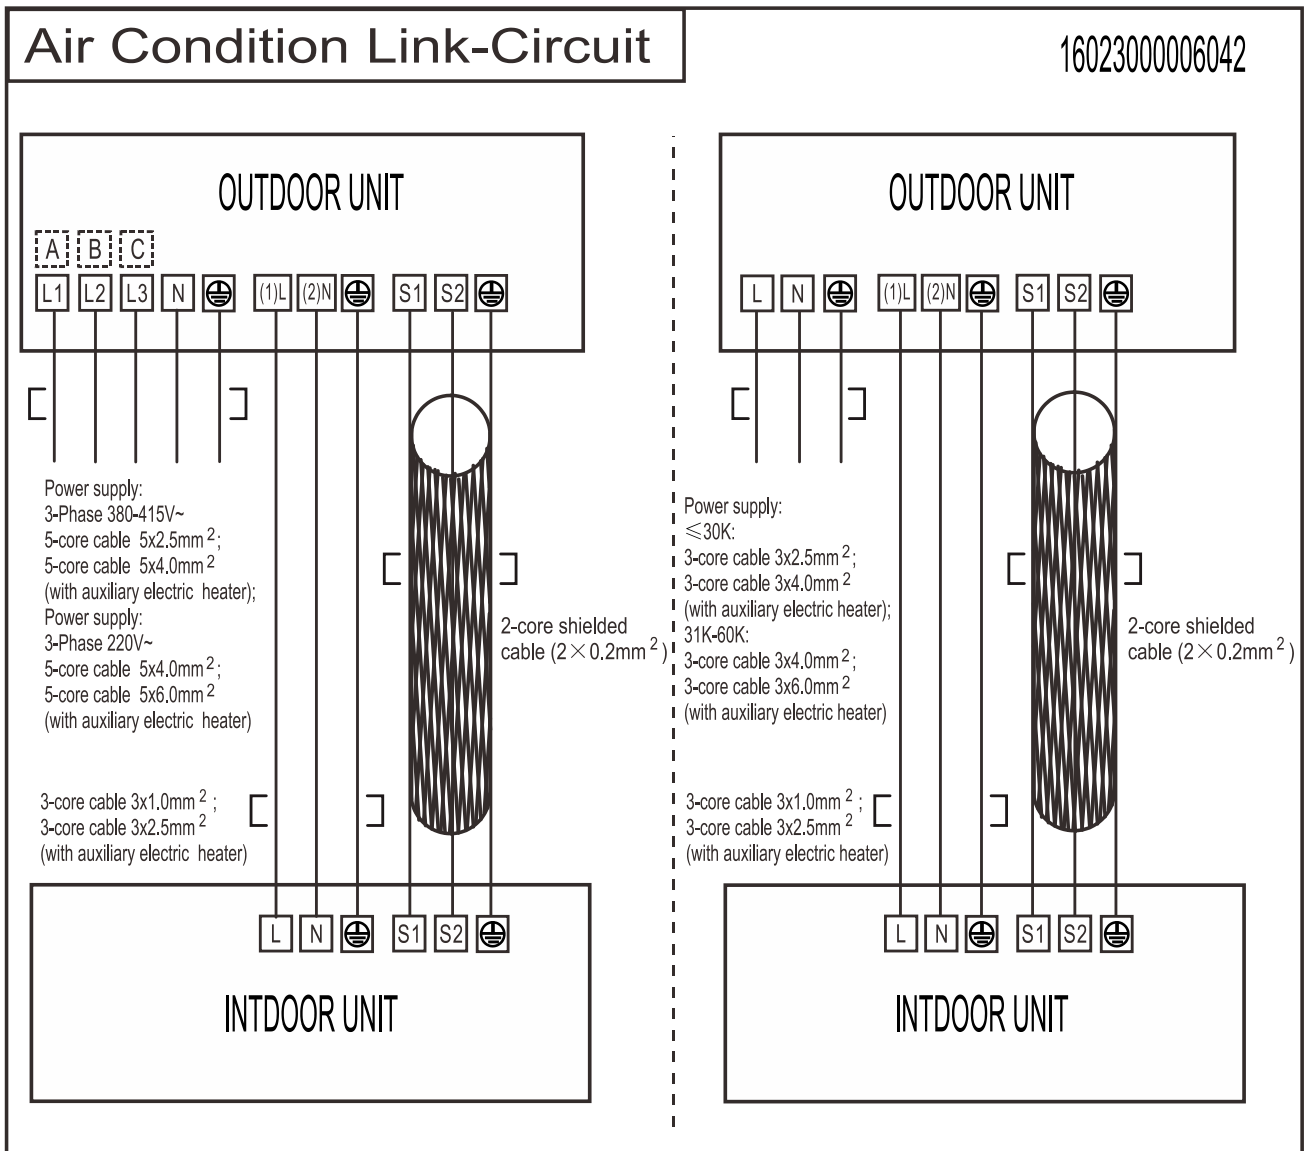 Air Condition Link-Circuit
16023000006042
OUTDOOR UNIT
A B C
L1 L2 L3 N (1)L (2)N S1 S2
Power supply:
3-Phase 380-415V~
5-core cable 5x2.5mm²;
5-core cable 5x4.0mm²
(with auxiliary electric heater);
Power supply:
3-Phase 220V~
5-core cable 5x4.0mm²;
5-core cable 5x6.0mm²
(with auxiliary electric heater)
2-core shielded
cable (2×0.2mm²)
3-core cable 3x1.0mm²;
3-core cable 3x2.5mm²
(with auxiliary electric heater)
L N S1 S2
INTDOOR UNIT
OUTDOOR UNIT
L N (1)L (2)N S1 S2
Power supply:
≤30K:
3-core cable 3x2.5mm²;
3-core cable 3x4.0mm²
(with auxiliary electric heater);
31K-60K:
3-core cable 3x4.0mm²;
3-core cable 3x6.0mm²
(with auxiliary electric heater)
2-core shielded
cable (2×0.2mm²)
3-core cable 3x1.0mm²;
3-core cable 3x2.5mm²
(with auxiliary electric heater)
L N S1 S2
INTDOOR UNIT